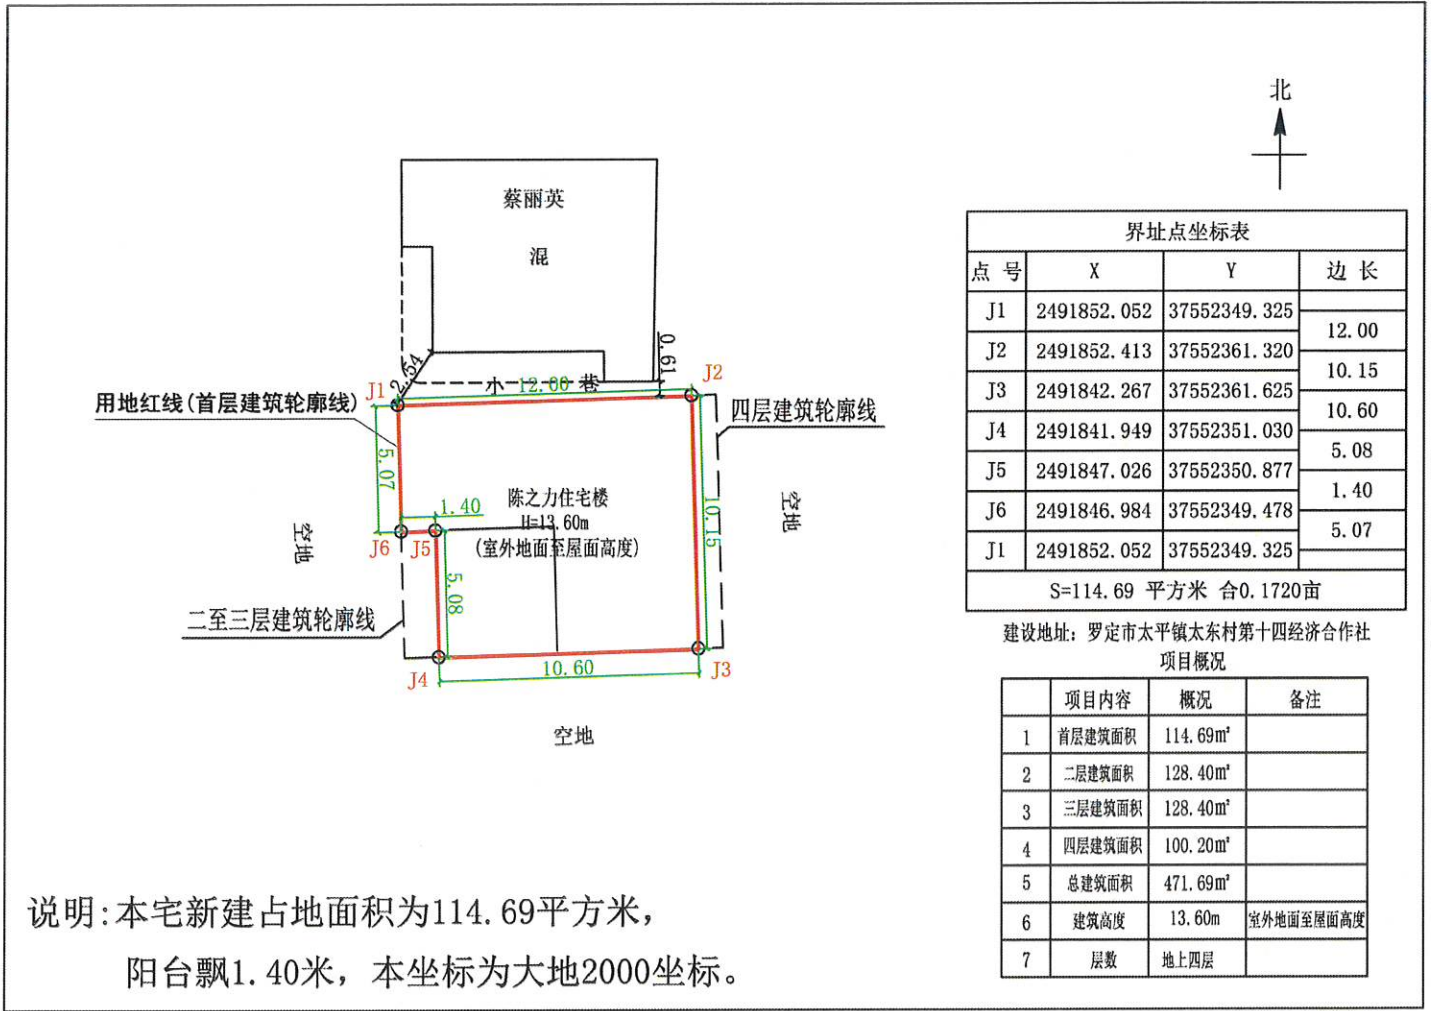 北
蔡丽英
混
2.54
小 12.00 巷
0.61
J1
J2
用地红线(首层建筑轮廓线)
四层建筑轮廓线
5.07
1.40
陈之力住宅楼
H=13.60m
(室外地面至屋面高度)
10.15
空地
空地
J6
J5
5.08
二至三层建筑轮廓线
J4
10.60
J3
空地
界址点坐标表
点 号 X Y 边 长
J1 2491852.052 37552349.325
12.00
J2 2491852.413 37552361.320
10.15
J3 2491842.267 37552361.625
10.60
J4 2491841.949 37552351.030
5.08
J5 2491847.026 37552350.877
1.40
J6 2491846.984 37552349.478
5.07
J1 2491852.052 37552349.325
S=114.69 平方米 合0.1720亩
建设地址: 罗定市太平镇太东村第十四经济合作社
项目概况
项目内容 概况 备注
1 首层建筑面积 114.69m²
2 二层建筑面积 128.40m²
3 三层建筑面积 128.40m²
4 四层建筑面积 100.20m²
5 总建筑面积 471.69m²
6 建筑高度 13.60m 室外地面至屋面高度
7 层数 地上四层
说明:本宅新建占地面积为114.69平方米，
阳台飘1.40米，本坐标为大地2000坐标。